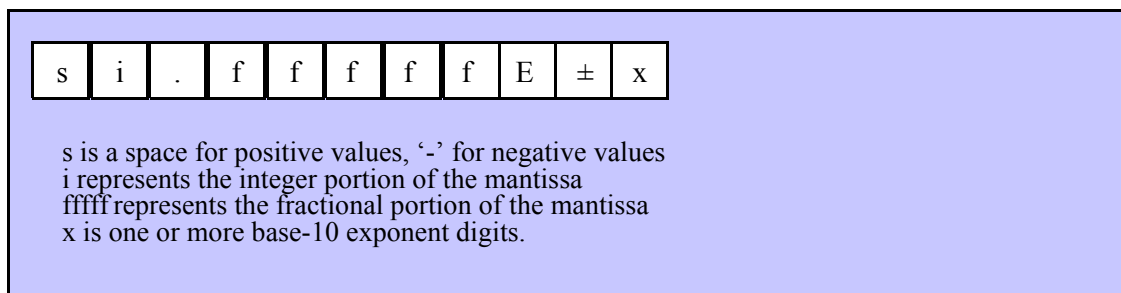 s i . f f f f f E ± x
s is a space for positive values, ‘-’ for negative values
i represents the integer portion of the mantissa
fffff represents the fractional portion of the mantissa
x is one or more base-10 exponent digits.